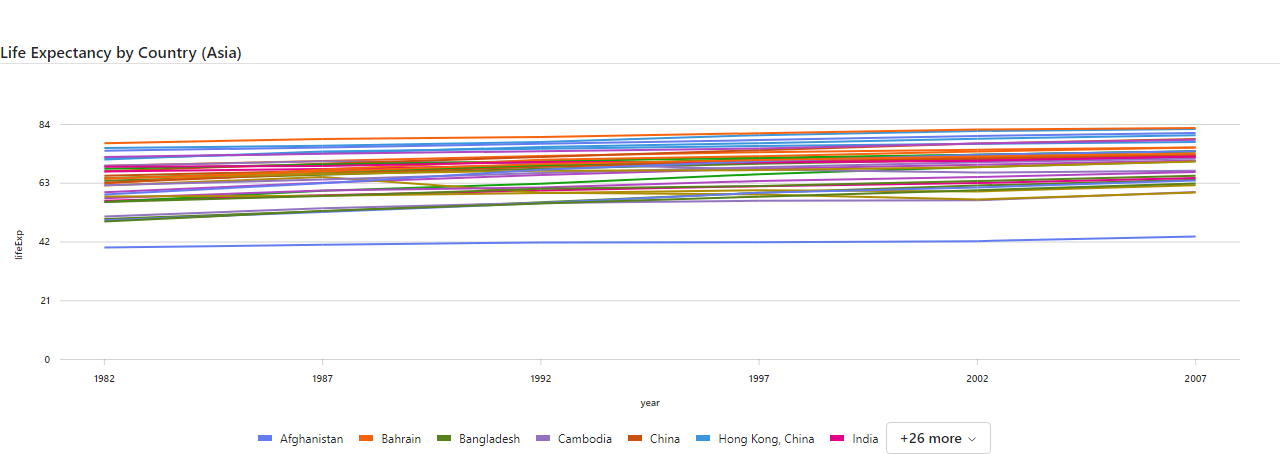 Life Expectancy by Country (Asia)
84
63
42
21
0
lifeExp
1982 1987 1992 1997 2002 2007
year
Afghanistan Bahrain Bangladesh Cambodia China Hong Kong, China India +26 more